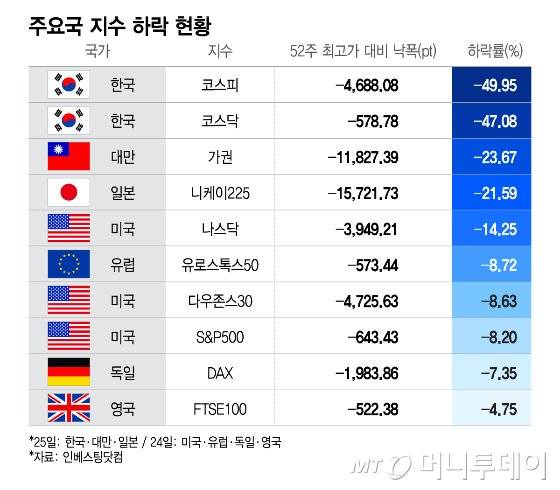 주요국 지수 하락 현황
국가 지수 52주 최고가 대비 낙폭(pt) 하락률(%)
한국 코스피 -4,688.08 -49.95
한국 코스닥 -578.78 -47.08
대만 가권 -11,827.39 -23.67
일본 니케이225 -15,721.73 -21.59
미국 나스닥 -3,949.21 -14.25
유럽 유로스톡스50 -573.44 -8.72
미국 다우존스30 -4,725.63 -8.63
미국 S&P500 -643.43 -8.20
독일 DAX -1,983.86 -7.35
영국 FTSE100 -522.38 -4.75
*25일: 한국·대만·일본 / 24일: 미국·유럽·독일·영국
*자료: 인베스팅닷컴
MT 머니투데이